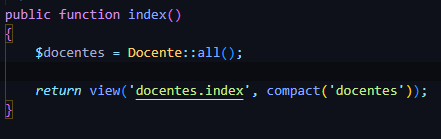 public function index()
{
$docentes = Docente::all();
return view('docentes.index', compact('docentes'));
}